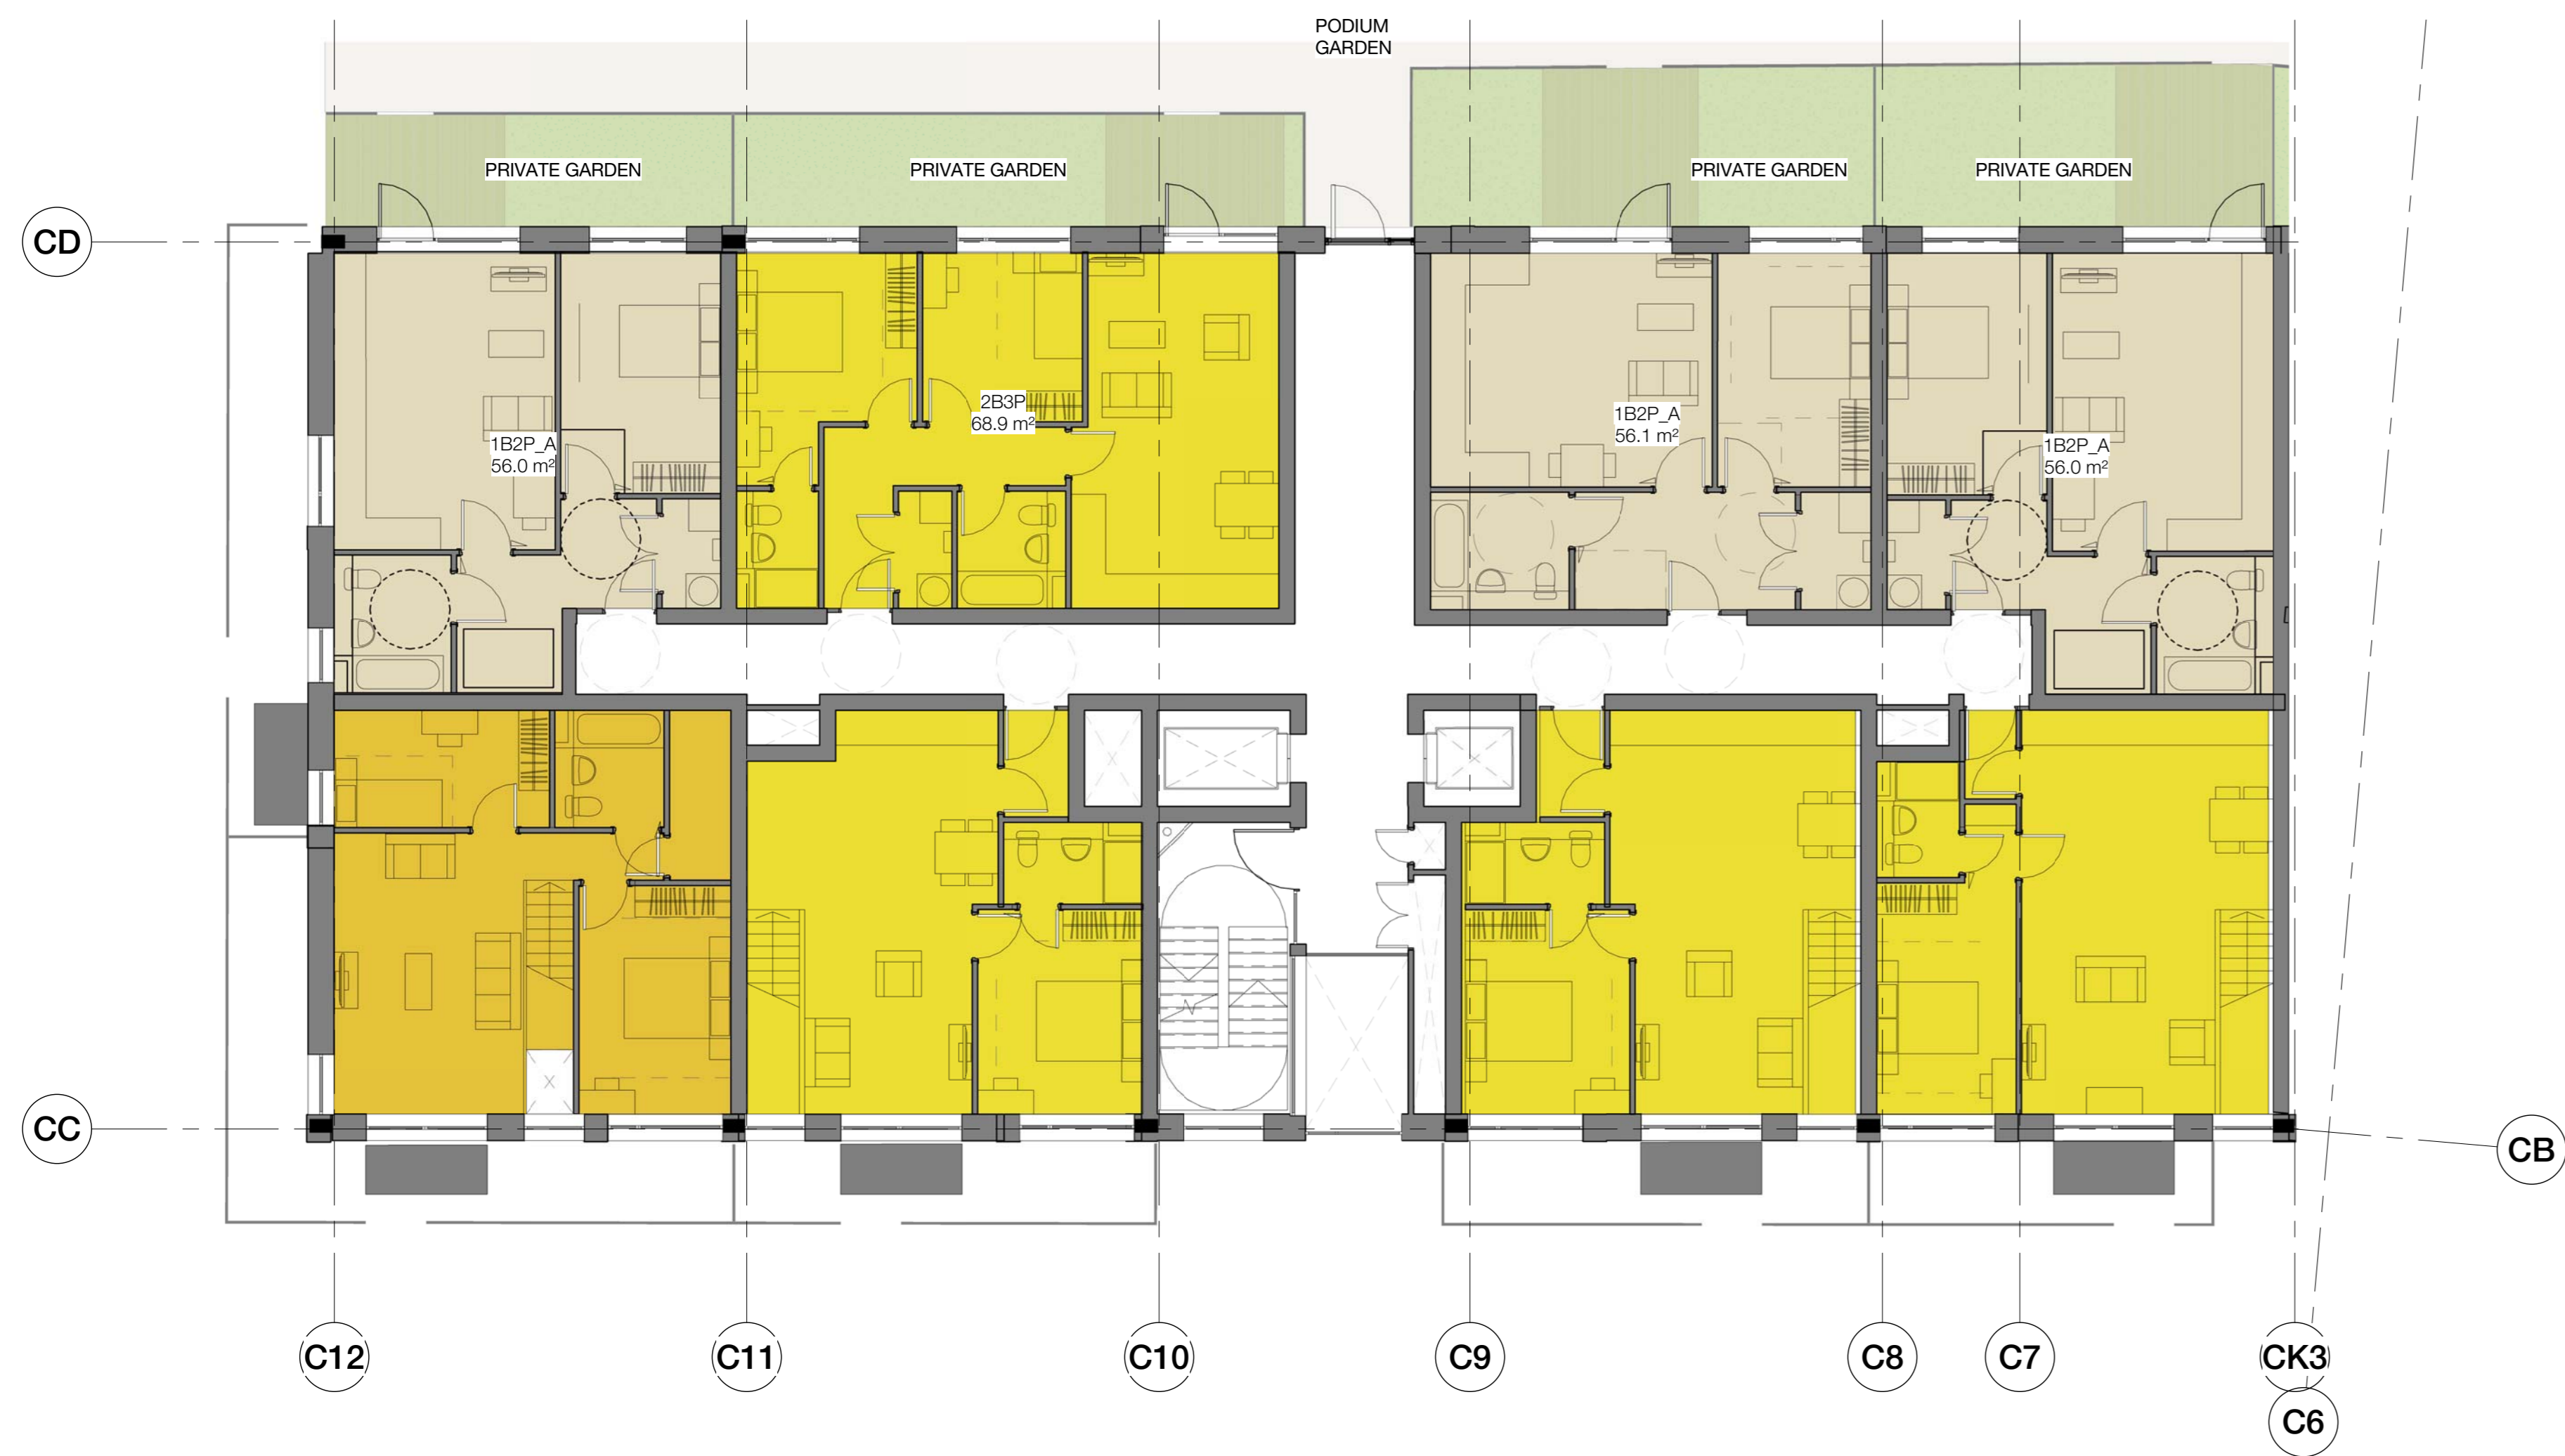 PODIUM
GARDEN
PRIVATE GARDEN
PRIVATE GARDEN
PRIVATE GARDEN
PRIVATE GARDEN
CD
2B3P
68.9 m²
1B2P_A
56.1 m²
1B2P_A
56.0 m²
1B2P_A
56.0 m²
CC
CB
C12
C11
C10
C9
C8
C7
CK3
C6